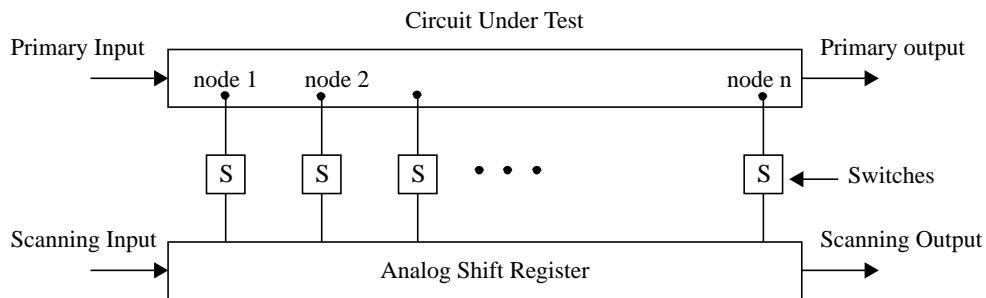 Circuit Under Test
Primary Input
Primary output
node 1
node 2
node n
S
S
S
S
Switches
Scanning Input
Scanning Output
Analog Shift Register